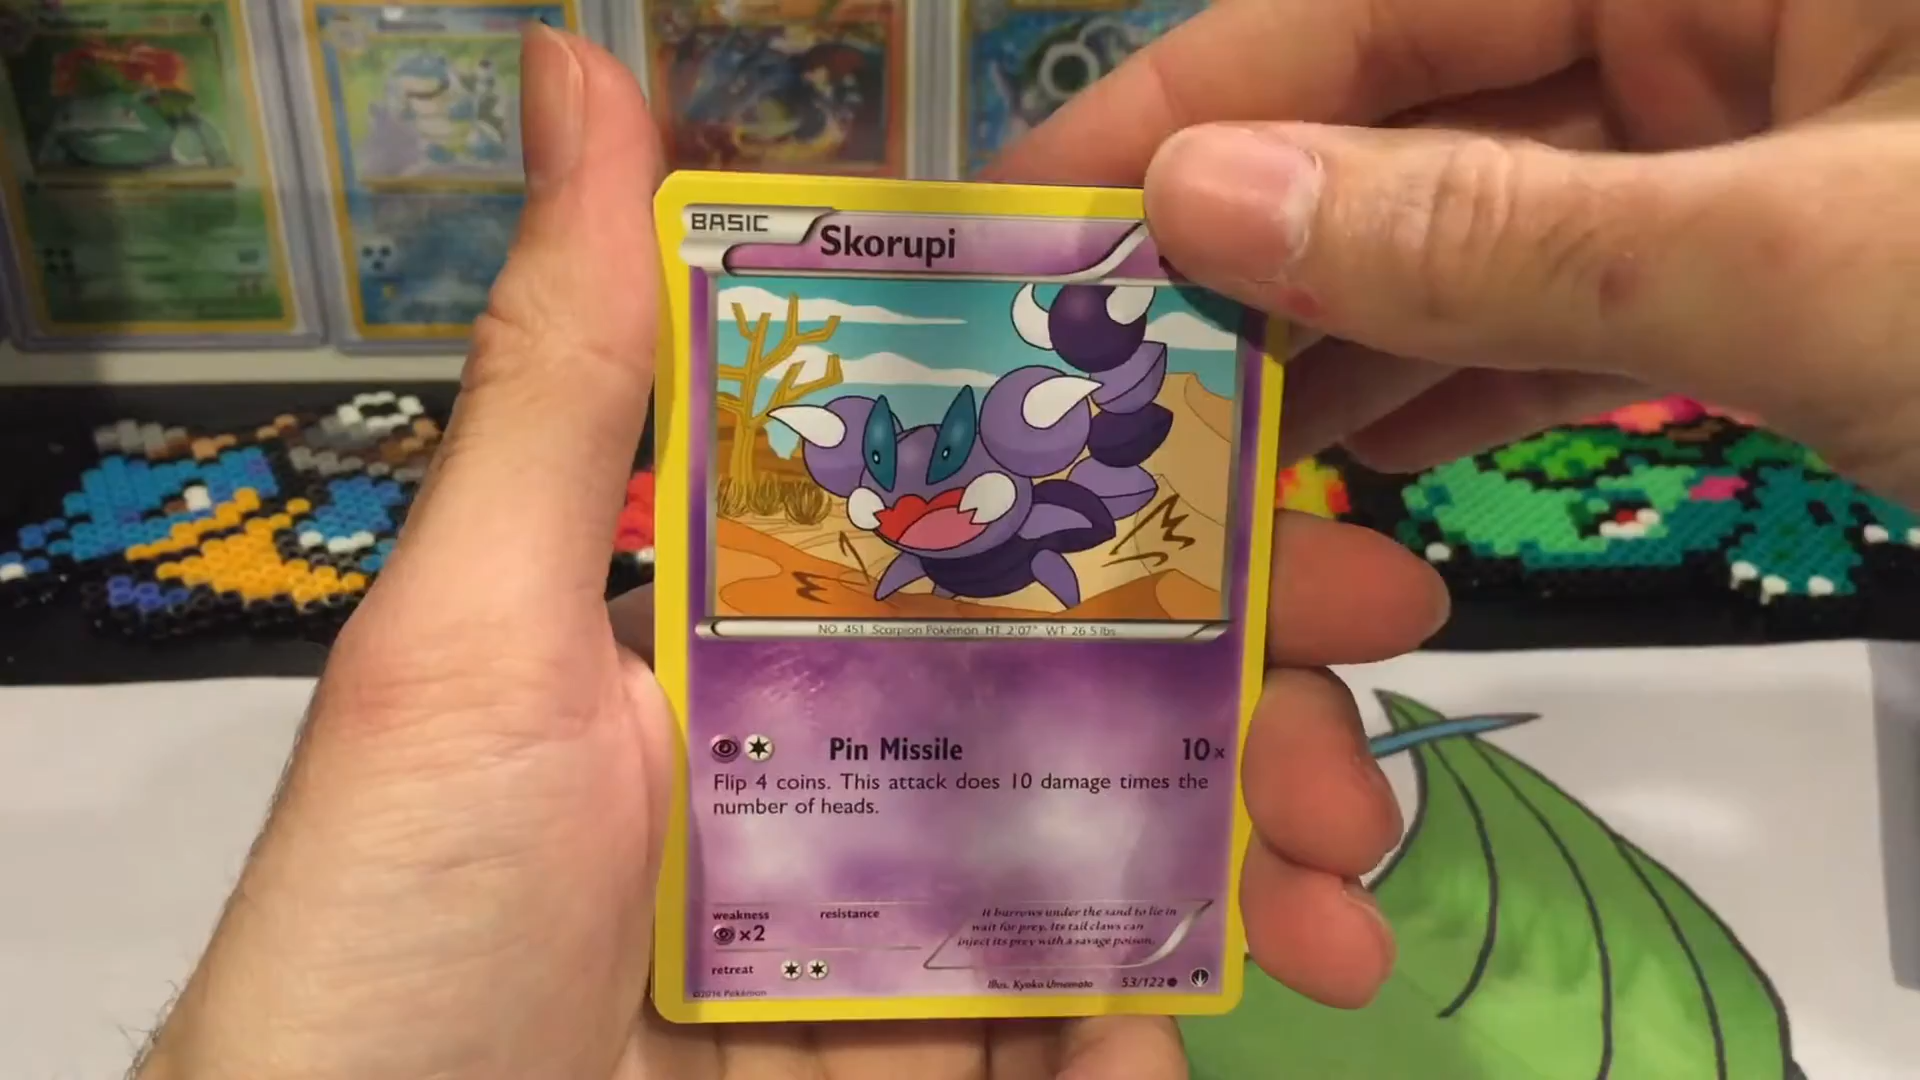 BASIC
Skorupi
NO. 451 Scorpion Pokémon HT: 2'07" WT: 26.5 lbs.
Pin Missile 10×
Flip 4 coins. This attack does 10 damage times the
number of heads.
weakness
×2
resistance
It burrows under the sand to lie in
wait for prey. Its tail claws can
inject its prey with a savage poison.
retreat
Illus. Kyoko Umemoto
53/122
©2016 Pokémon